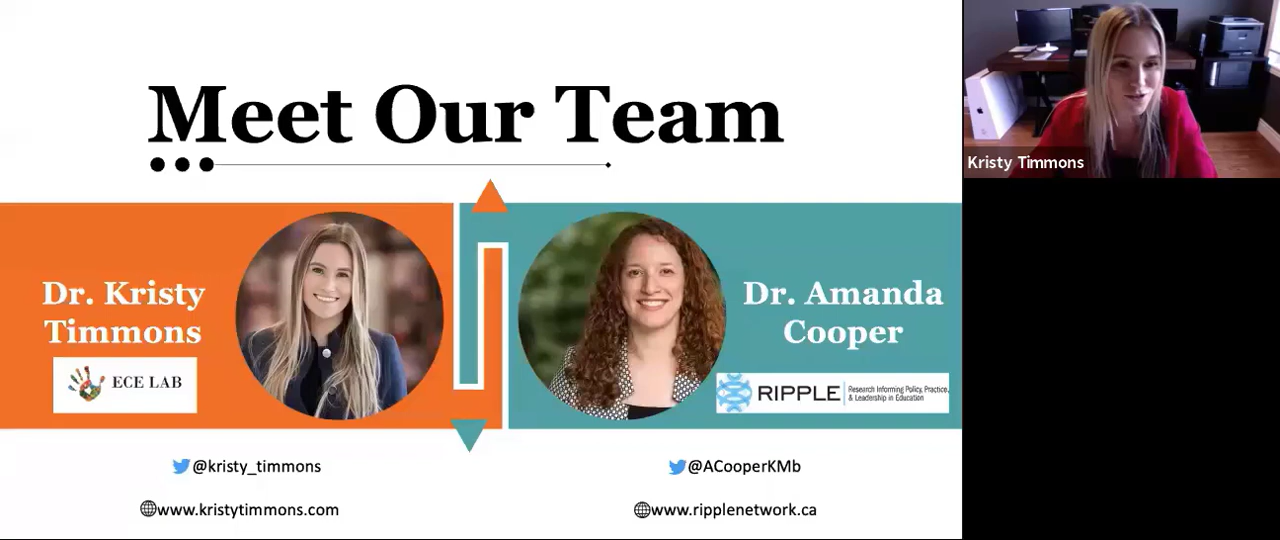 Meet Our Team
Dr. Kristy
Timmons
ECE LAB
Dr. Amanda
Cooper
RIPPLE
Research Informing Policy, Practice,
& Leadership in Education
@kristy_timmons
@ACooperKMb
www.kristytimmons.com
www.ripplenetwork.ca
Kristy Timmons